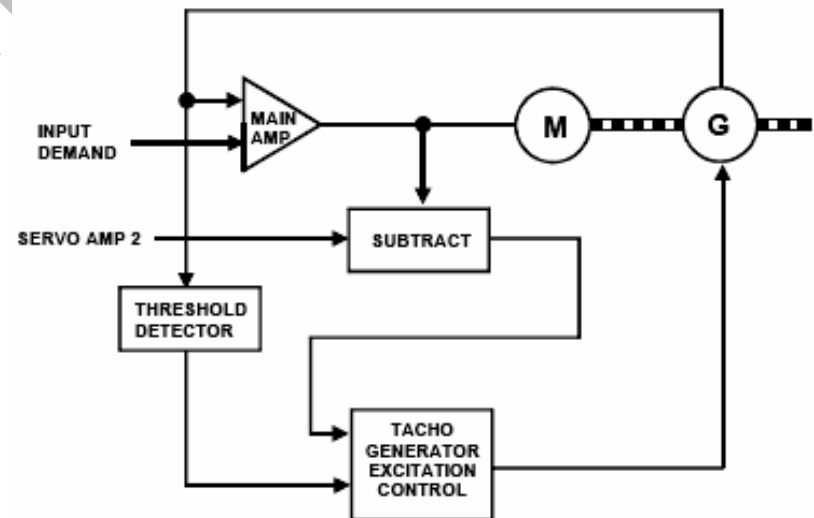 MAIN
AMP
M
G
INPUT
DEMAND
SERVO AMP 2
SUBTRACT
THRESHOLD
DETECTOR
TACHO
GENERATOR
EXCITATION
CONTROL